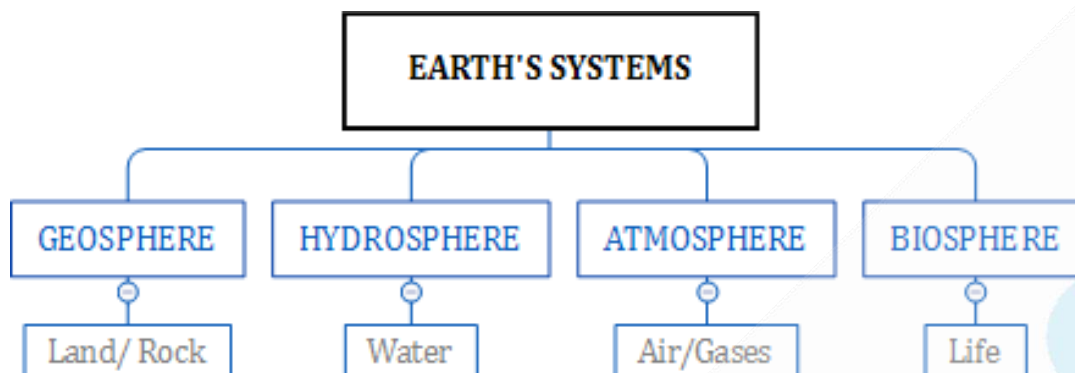 EARTH'S SYSTEMS
GEOSPHERE HYDROSPHERE ATMOSPHERE BIOSPHERE
Land/ Rock Water Air/Gases Life